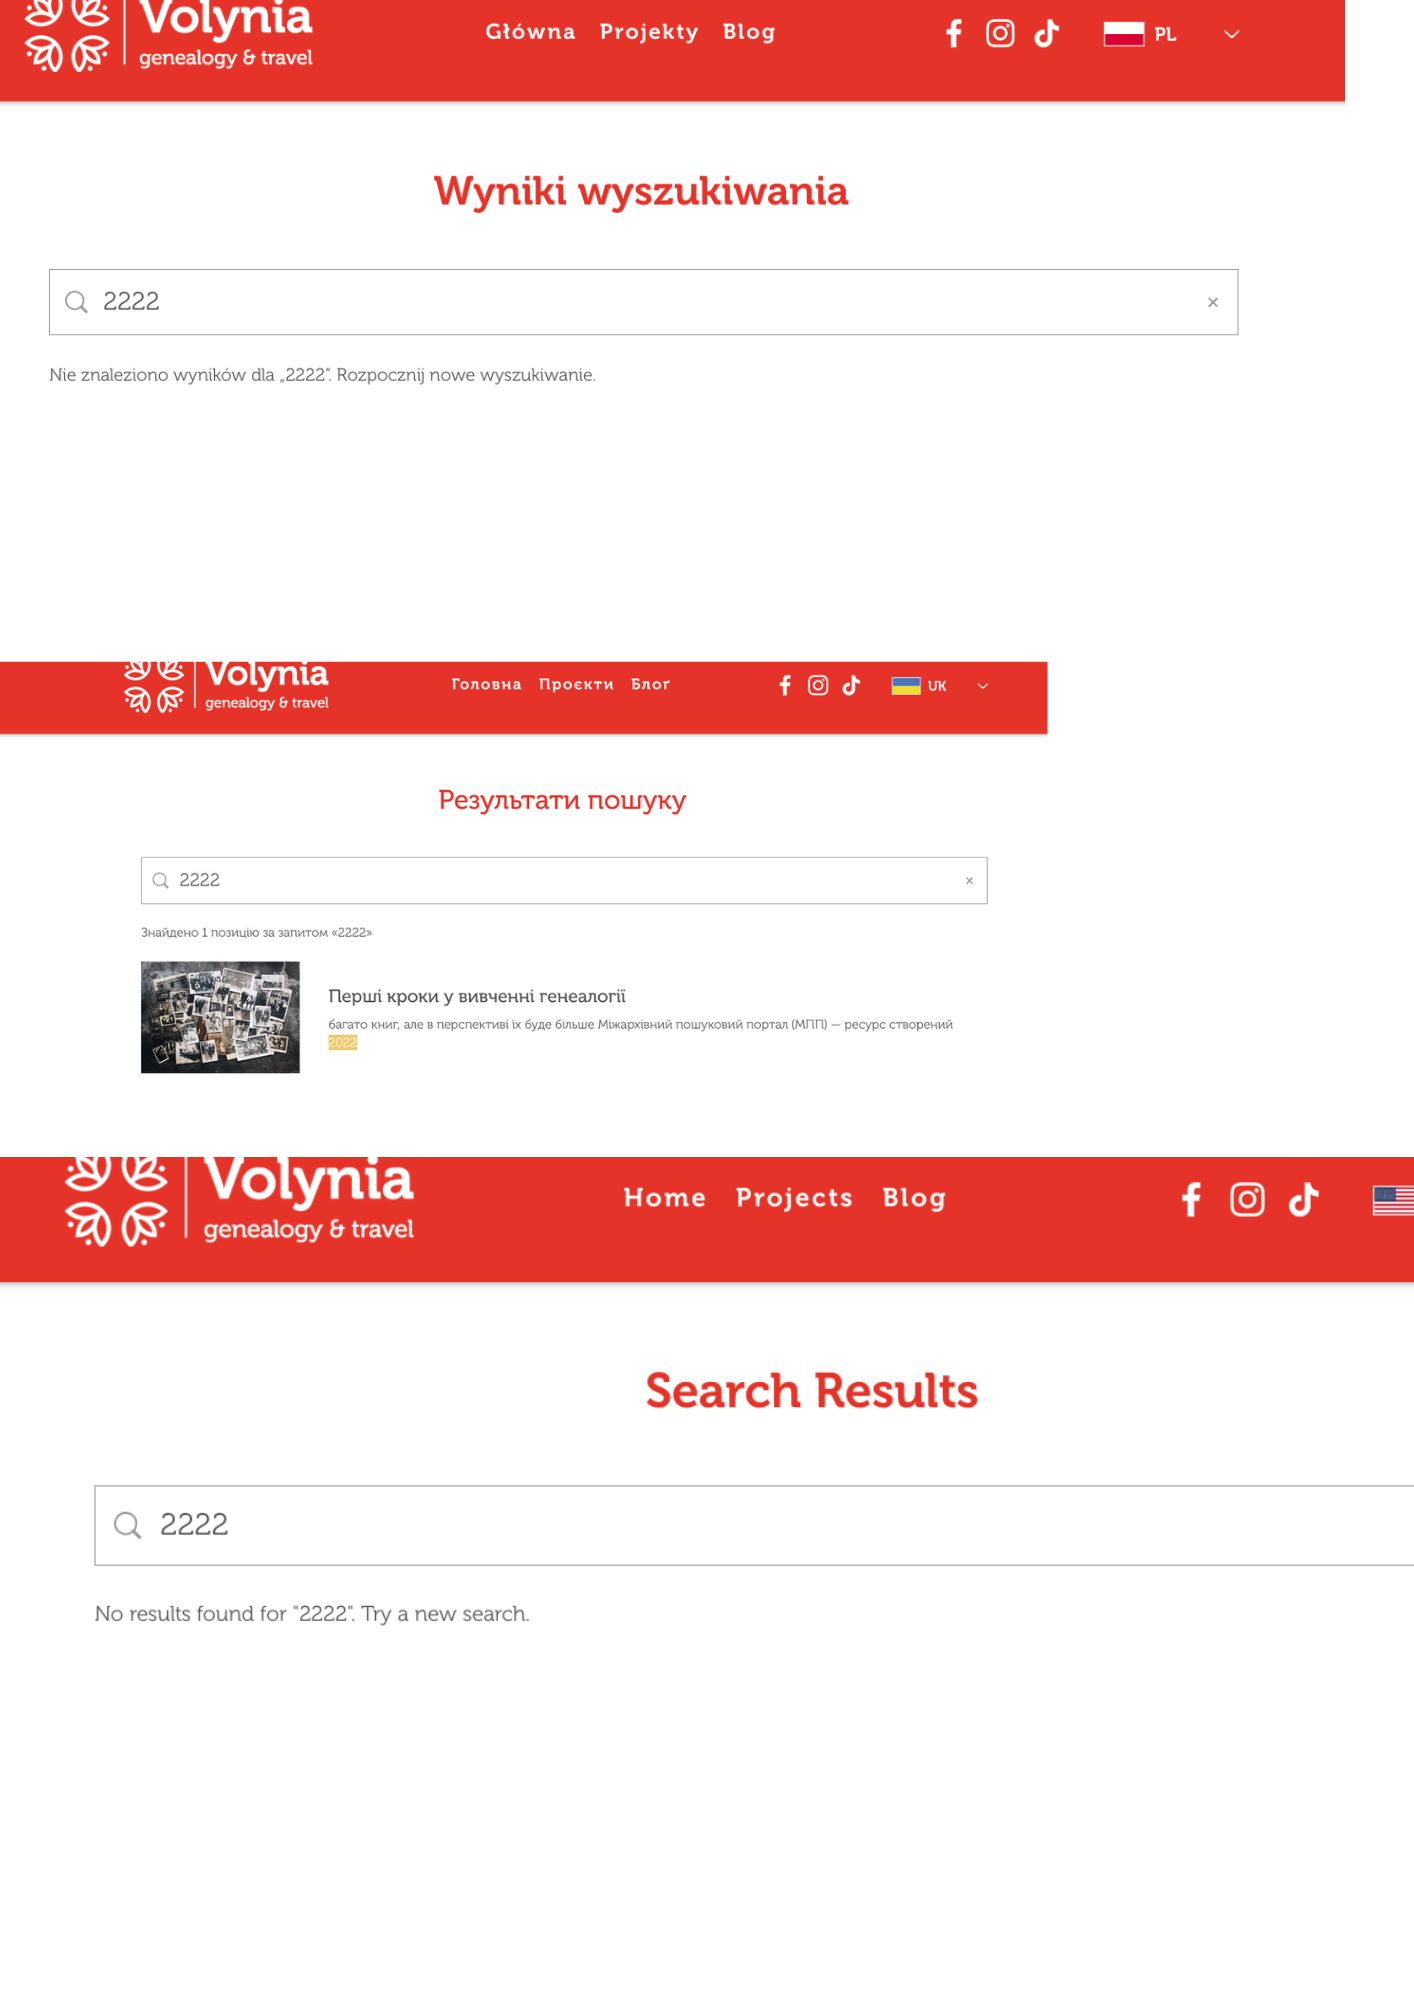 Volynia
genealogy & travel
Główna Projekty Blog
PL
Wyniki wyszukiwania
2222
Nie znaleziono wyników dla „2222”. Rozpocznij nowe wyszukiwanie.
Volynia
genealogy & travel
Головна Проєкти Блог
UK
Результати пошуку
2222
Знайдено 1 позицію за запитом «2222»
Перші кроки у вивченні генеалогії
багато книг, але в перспективі їх буде більше Міжархівний пошуковий портал (МПП) — ресурс створений
2022
Volynia
genealogy & travel
Home Projects Blog
Search Results
2222
No results found for "2222". Try a new search.